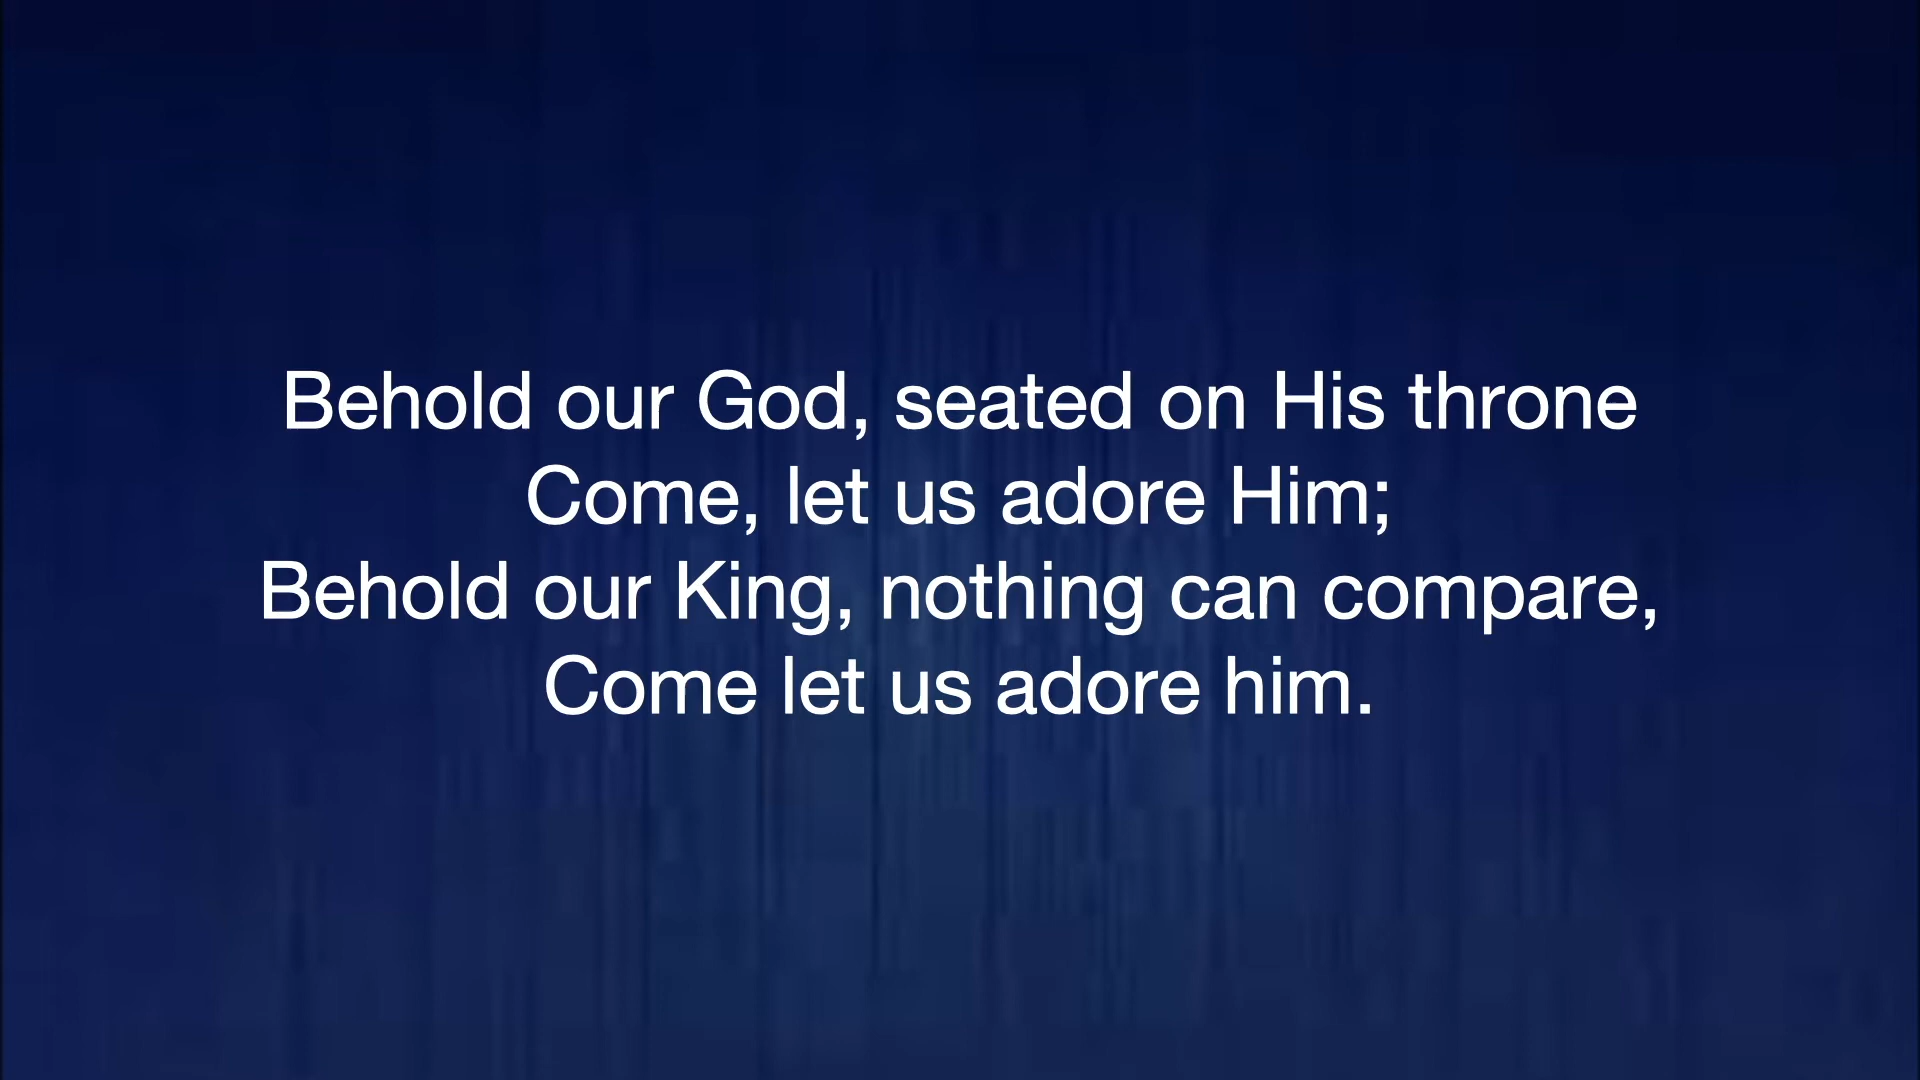 Behold our God, seated on His throne
Come, let us adore Him;
Behold our King, nothing can compare,
Come let us adore him.